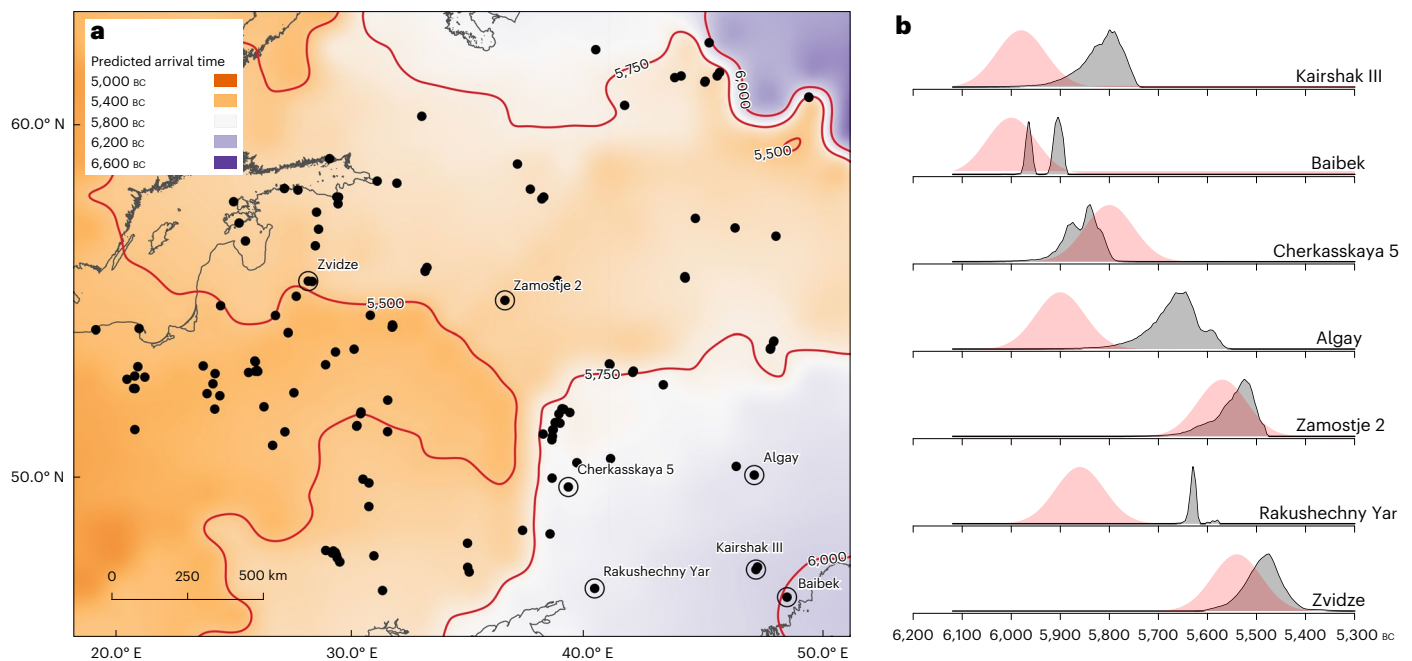 a
Predicted arrival time
5,000 BC
5,400 BC
5,800 BC
6,200 BC
6,600 BC
60.0° N
50.0° N
5,750
6,000
5,500
Zvidze
Zamostje 2
5,500
5,750
Cherkasskaya 5
Algay
Kairshak III
6,000
Rakushechny Yar
Baibek
0 250 500 km
20.0° E 30.0° E 40.0° E 50.0° E
b
Kairshak III
Baibek
Cherkasskaya 5
Algay
Zamostje 2
Rakushechny Yar
Zvidze
6,200 6,100 6,000 5,900 5,800 5,700 5,600 5,500 5,400 5,300 BC